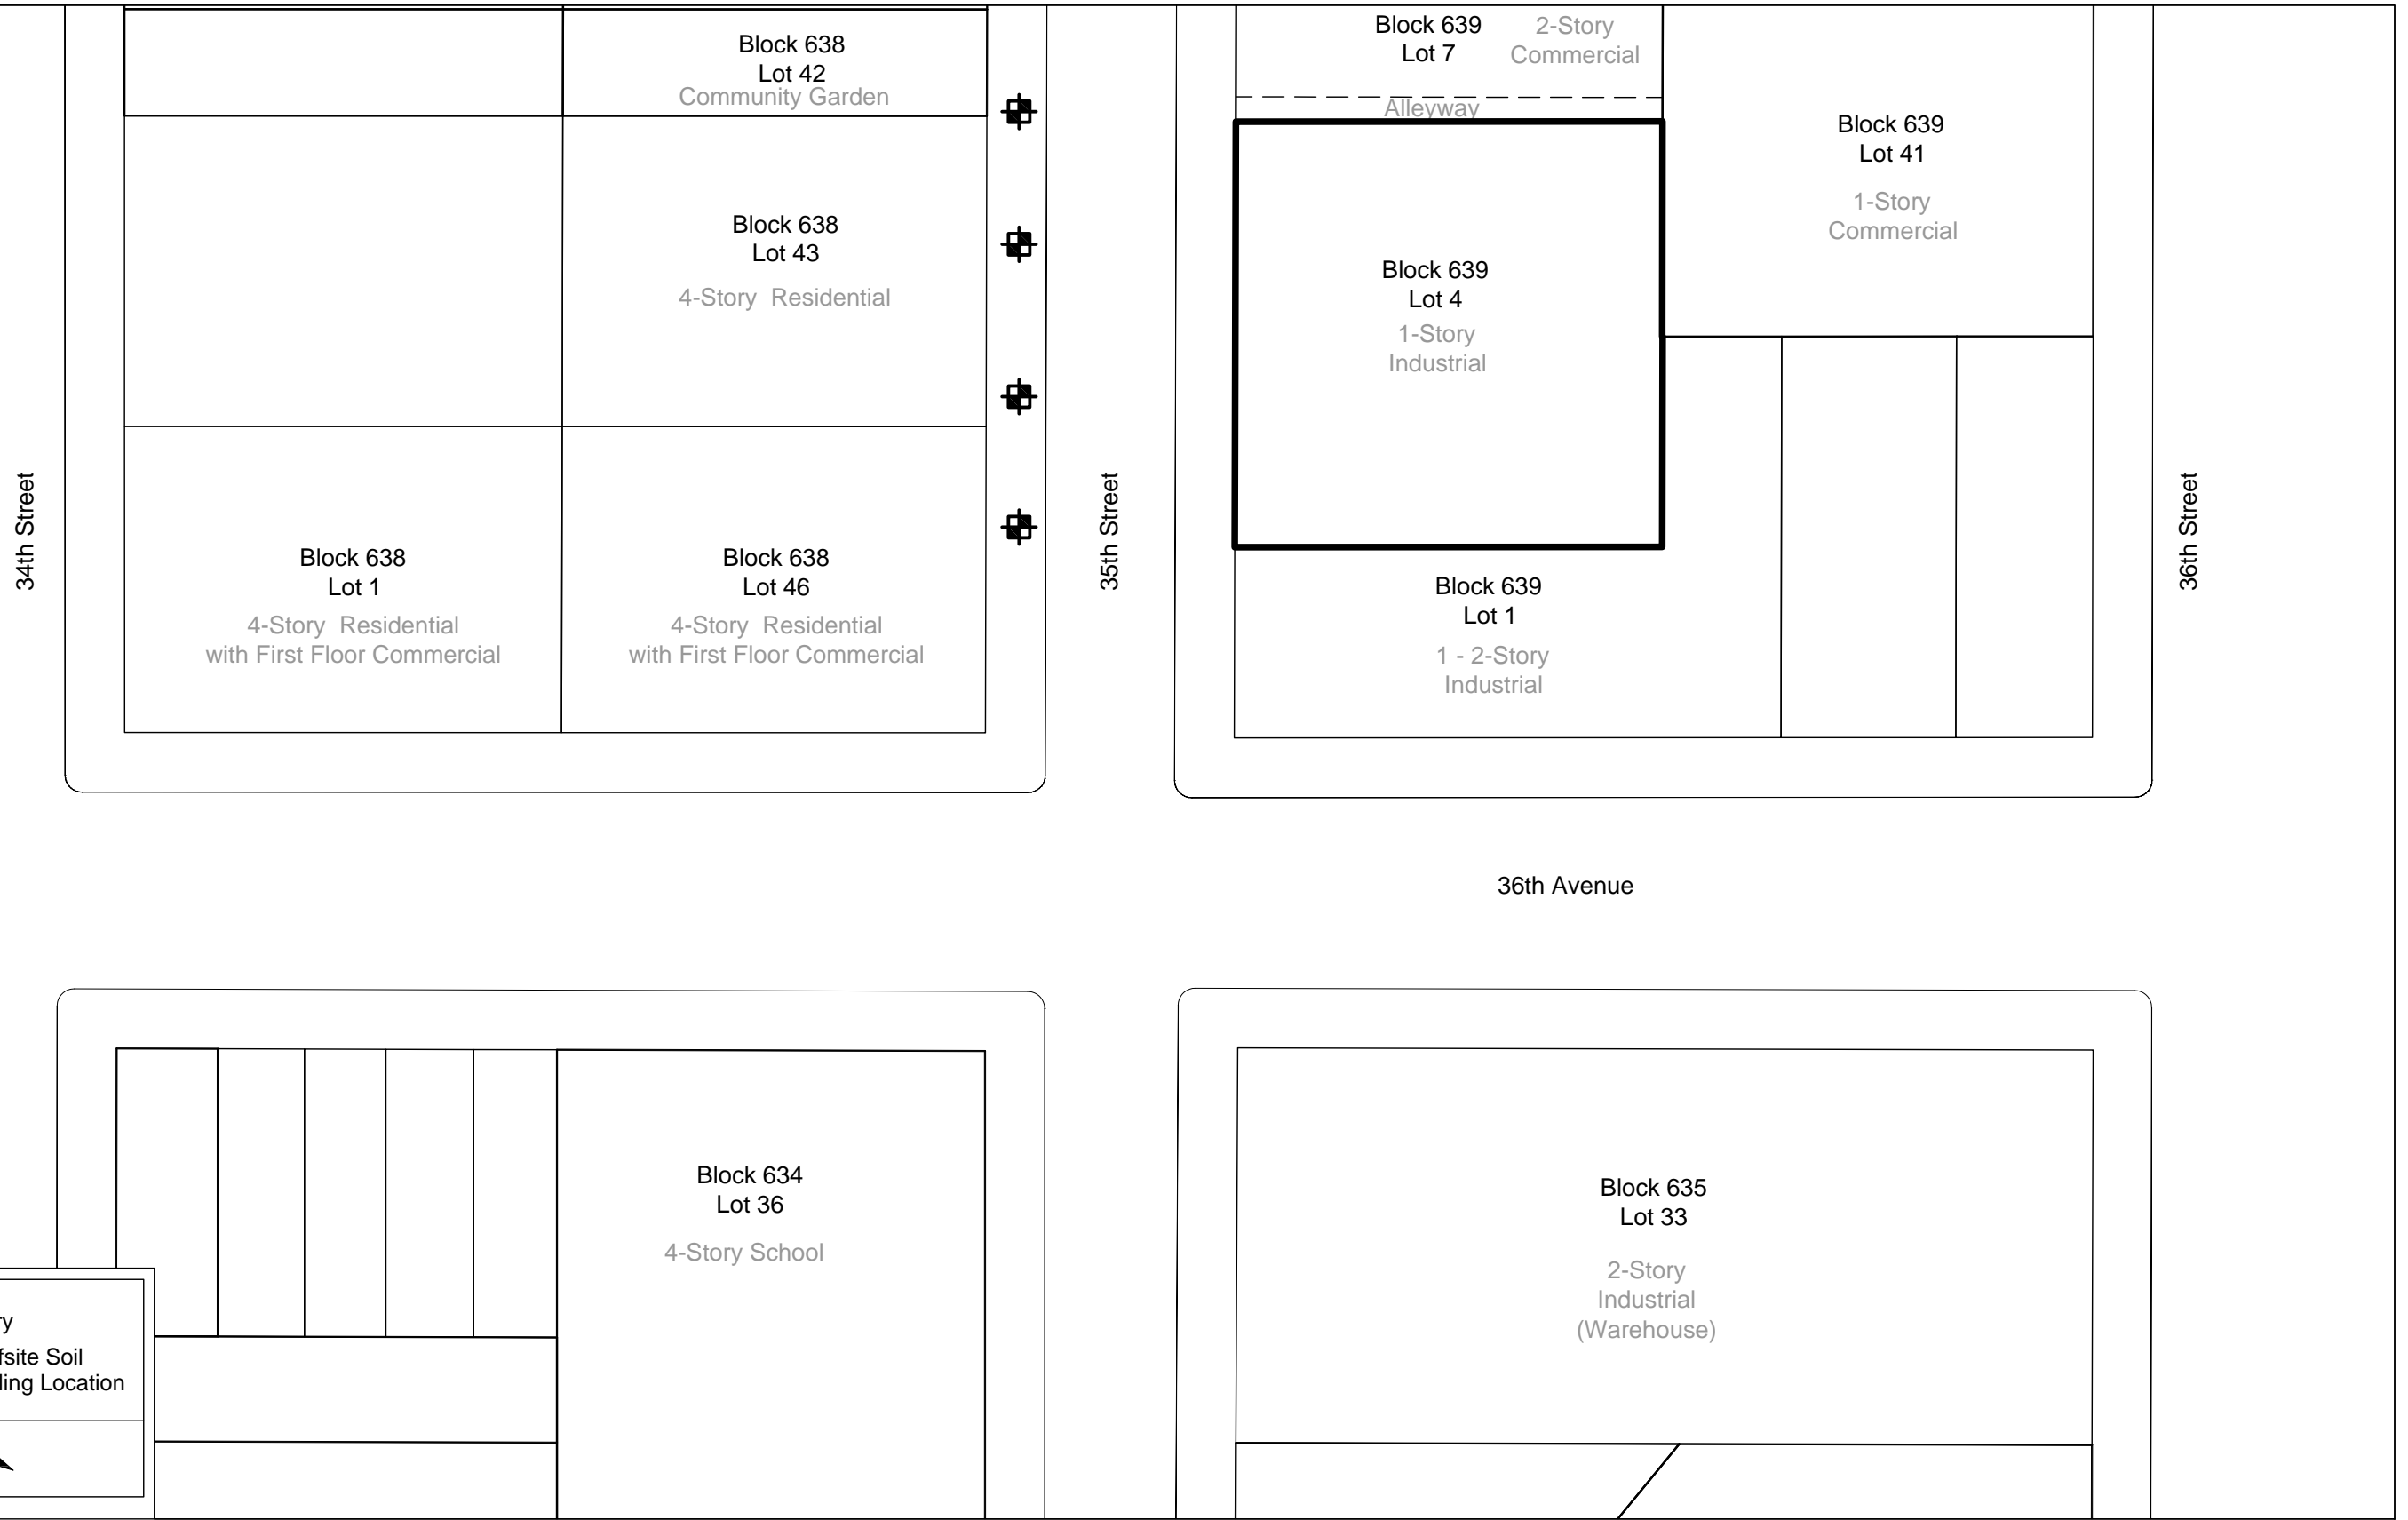 Block 638
Lot 42
Community Garden
Block 639
Lot 7
2-Story
Commercial
Alleyway
Block 639
Lot 41
1-Story
Commercial
Block 638
Lot 43
4-Story Residential
Block 639
Lot 4
1-Story
Industrial
34th Street
35th Street
36th Street
Block 638
Lot 1
4-Story Residential
with First Floor Commercial
Block 638
Lot 46
4-Story Residential
with First Floor Commercial
Block 639
Lot 1
1 - 2-Story
Industrial
36th Avenue
Block 634
Lot 36
4-Story School
Block 635
Lot 33
2-Story
Industrial
(Warehouse)
Soil
Location